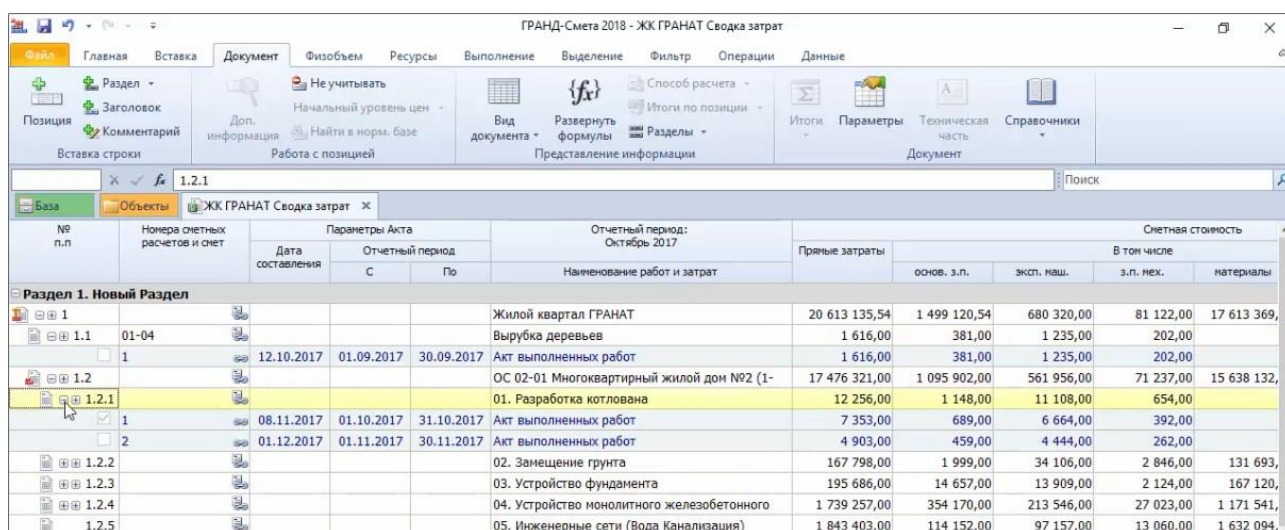 ГРАНД-Смета 2018 - ЖК ГРАНАТ Сводка затрат
Файл Главная Вставка Документ Физобъем Ресурсы Выполнение Выделение Фильтр Операции Данные
Позиция
Раздел
Заголовок
Комментарий
Вставка строки
Доп. информация
Не учитывать
Начальный уровень цен
Найти в норм. базе
Работа с позицией
Вид документа
Развернуть формулы
Способ расчета
Итоги по позиции
Разделы
Представление информации
Итоги
Параметры
Техническая часть
Справочники
Документ
fx 1.2.1 Поиск
База Объекты ЖК ГРАНАТ Сводка затрат
№ п.п
Номера сметных расчетов и смет
Параметры Акта
Дата составления
Отчетный период
С По
Отчетный период:
Октябрь 2017
Наименование работ и затрат
Сметная стоимость
Прямые затраты
В том числе
основ. з.п. эксп. маш. з.п. мех. материалы
Раздел 1. Новый Раздел
1 Жилой квартал ГРАНАТ 20 613 135,54 1 499 120,54 680 320,00 81 122,00 17 613 369,
1.1 01-04 Вырубка деревьев 1 616,00 381,00 1 235,00 202,00
1 12.10.2017 01.09.2017 30.09.2017 Акт выполненных работ 1 616,00 381,00 1 235,00 202,00
1.2 ОС 02-01 Многоквартирный жилой дом №2 (1- 17 476 321,00 1 095 902,00 561 956,00 71 237,00 15 638 132,
1.2.1 01. Разработка котлована 12 256,00 1 148,00 11 108,00 654,00
1 08.11.2017 01.10.2017 31.10.2017 Акт выполненных работ 7 353,00 689,00 6 664,00 392,00
2 01.12.2017 01.11.2017 30.11.2017 Акт выполненных работ 4 903,00 459,00 4 444,00 262,00
1.2.2 02. Замещение грунта 167 798,00 1 999,00 34 106,00 2 846,00 131 693,
1.2.3 03. Устройство фундамента 195 686,00 14 657,00 13 909,00 2 124,00 167 120,
1.2.4 04. Устройство монолитного железобетонного 1 739 257,00 354 170,00 213 546,00 27 023,00 1 171 541,
1.2.5 05. Инженерные сети (Вода Канализация) 1 843 403,00 114 152,00 97 157,00 13 060,00 1 632 094,